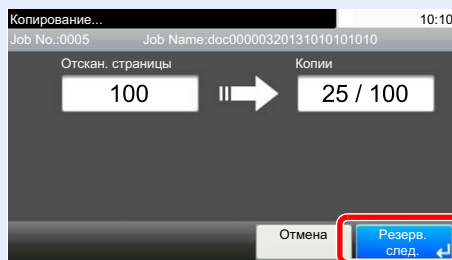 Копирование... 10:10
Job No.:0005 Job Name:doc00000320131010101010
Отскан. страницы Копии
100 25 / 100
Отмена Резерв.
след.